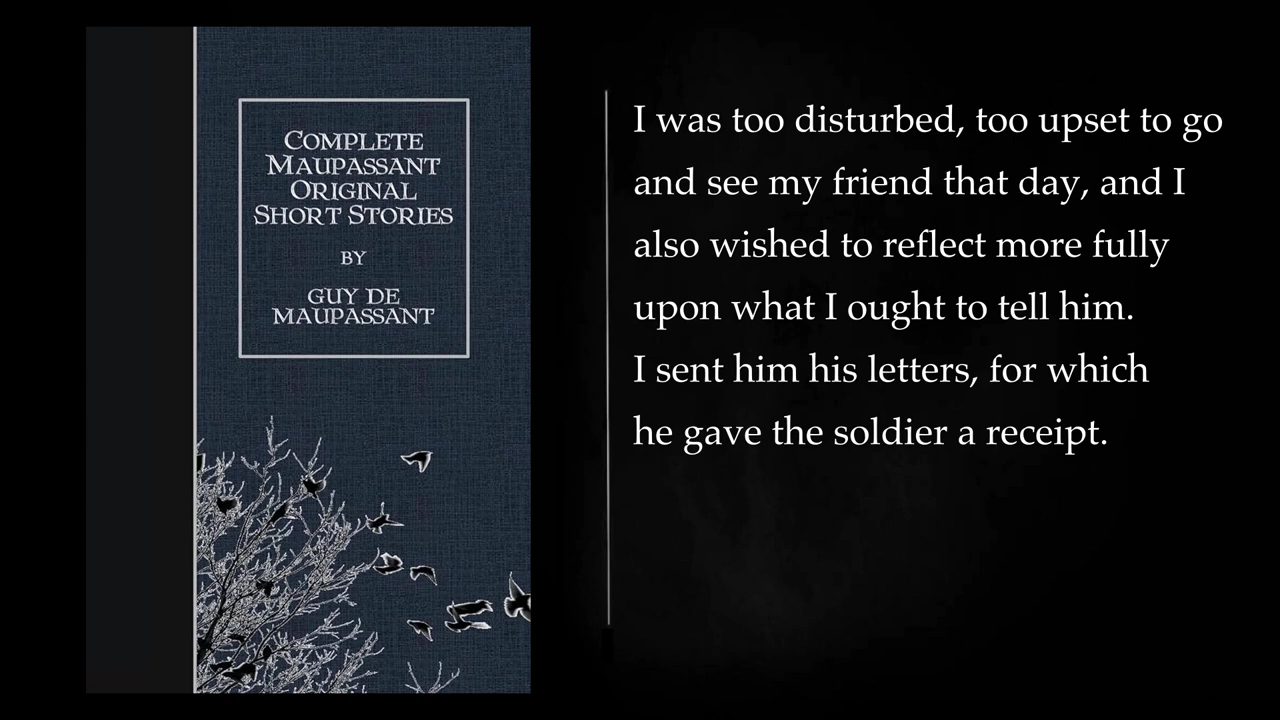 COMPLETE
MAUPASSANT
ORIGINAL
SHORT STORIES
BY
GUY DE
MAUPASSANT
I was too disturbed, too upset to go
and see my friend that day, and I
also wished to reflect more fully
upon what I ought to tell him.
I sent him his letters, for which
he gave the soldier a receipt.